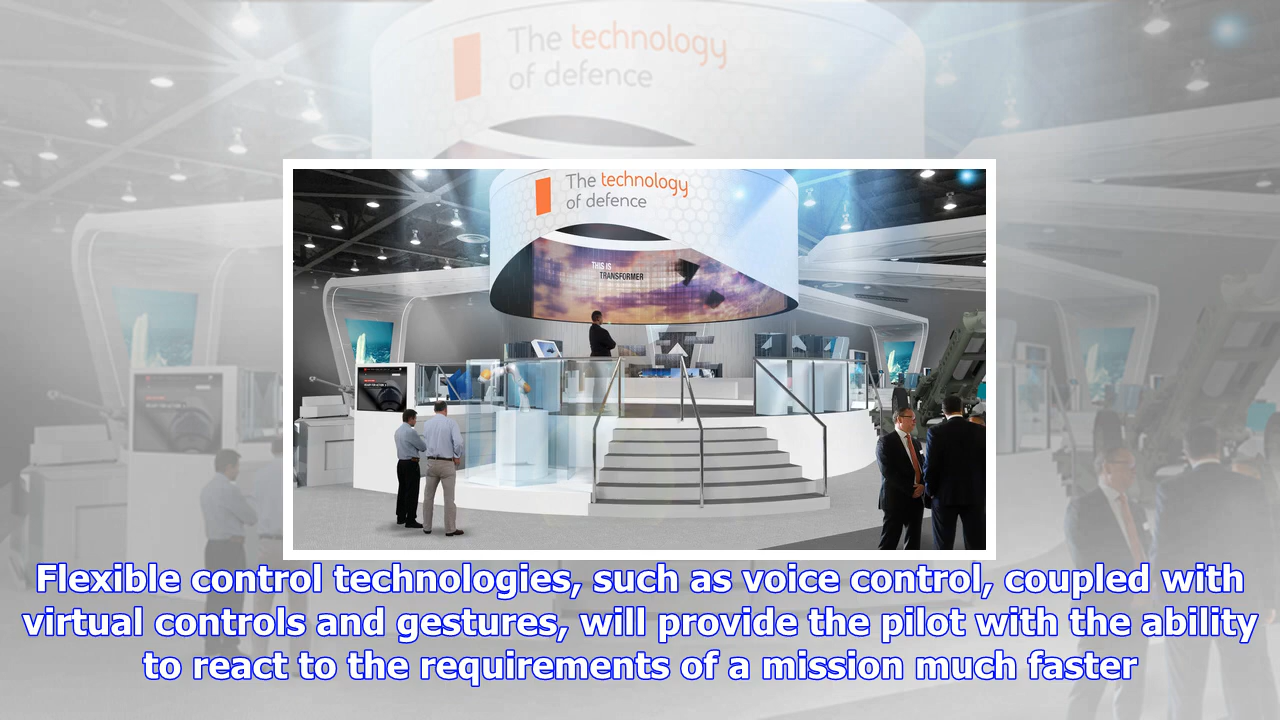 The technology
of defence
The technology
of defence
THIS IS
TRANSFORMER
Flexible control technologies, such as voice control, coupled with
virtual controls and gestures, will provide the pilot with the ability
to react to the requirements of a mission much faster